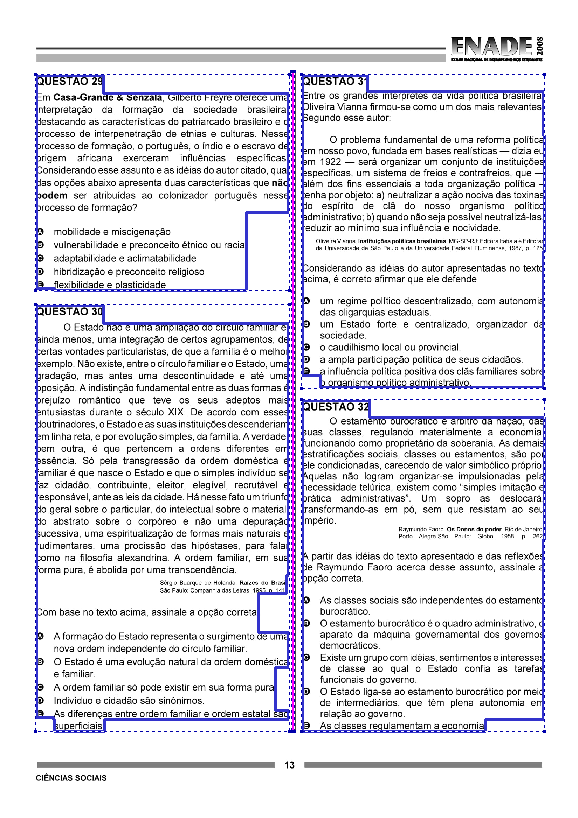 ENADE 2008
EXAME NACIONAL DE DESEMPENHO DOS ESTUDANTES
QUESTÃO 29
Em Casa-Grande & Senzala, Gilberto Freyre oferece uma
interpretação da formação da sociedade brasileira,
destacando as características do patriarcado brasileiro e o
processo de interpenetração de etnias e culturas. Nesse
processo de formação, o português, o índio e o escravo de
origem africana exerceram influências específicas.
Considerando esse assunto e as idéias do autor citado, qual
das opções abaixo apresenta duas características que não
podem ser atribuídas ao colonizador português nesse
processo de formação?
A mobilidade e miscigenação
B vulnerabilidade e preconceito étnico ou racial
C adaptabilidade e aclimatabilidade
D hibridização e preconceito religioso
E flexibilidade e plasticidade
QUESTÃO 30
O Estado não é uma ampliação do círculo familiar e,
ainda menos, uma integração de certos agrupamentos, de
certas vontades particularistas, de que a família é o melhor
exemplo. Não existe, entre o círculo familiar e o Estado, uma
gradação, mas antes uma descontinuidade e até uma
oposição. A indistinção fundamental entre as duas formas é
prejuízo romântico que teve os seus adeptos mais
entusiastas durante o século XIX. De acordo com esses
doutrinadores, o Estado e as suas instituições descenderiam
em linha reta, e por evolução simples, da família. A verdade,
bem outra, é que pertencem a ordens diferentes em
essência. Só pela transgressão da ordem doméstica e
familiar é que nasce o Estado e que o simples indivíduo se
faz cidadão, contribuinte, eleitor, elegível, recrutável e
responsável, ante as leis da cidade. Há nesse fato um triunfo
do geral sobre o particular, do intelectual sobre o material,
do abstrato sobre o corpóreo e não uma depuração
sucessiva, uma espiritualização de formas mais naturais e
rudimentares, uma procissão das hipóstases, para falar
como na filosofia alexandrina. A ordem familiar, em sua
forma pura, é abolida por uma transcendência.
Sérgio Buarque de Holanda. Raízes do Brasil.
São Paulo: Companhia das Letras, 1995, p. 141.
Com base no texto acima, assinale a opção correta.
A A formação do Estado representa o surgimento de uma
nova ordem independente do círculo familiar.
B O Estado é uma evolução natural da ordem doméstica
e familiar.
C A ordem familiar só pode existir em sua forma pura.
D Indivíduo e cidadão são sinônimos.
E As diferenças entre ordem familiar e ordem estatal são
superficiais.
QUESTÃO 31
Entre os grandes intérpretes da vida política brasileira,
Oliveira Vianna firmou-se como um dos mais relevantes.
Segundo esse autor:
O problema fundamental de uma reforma política
em nosso povo, fundada em bases realísticas — dizia eu
em 1922 — será organizar um conjunto de instituições
específicas, um sistema de freios e contrafreios, que —
além dos fins essenciais a toda organização política —
tenha por objeto: a) neutralizar a ação nociva das toxinas
do espírito de clã do nosso organismo político-
administrativo; b) quando não seja possível neutralizá-las,
reduzir ao mínimo sua influência e nocividade.
Considerando as idéias do autor apresentadas no texto
acima, é correto afirmar que ele defende
A um regime político descentralizado, com autonomia
das oligarquias estaduais.
B um Estado forte e centralizado, organizador da
sociedade.
C o caudilhismo local ou provincial.
D a ampla participação política de seus cidadãos.
E a influência política positiva dos clãs familiares sobre
o organismo político administrativo.
QUESTÃO 32
O estamento burocrático é árbitro da nação, das
suas classes, regulando materialmente a economia,
funcionando como proprietário da soberania. As demais
estratificações sociais, classes ou estamentos, são por
ele condicionadas, carecendo de valor simbólico próprio.
Aquelas não logram organizar-se impulsionadas pela
necessidade telúrica, existem como "simples imitação e
prática administrativas". Um sopro as deslocará,
transformando-as em pó, sem que resistam ao seu
império.
Raymundo Faoro. Os Donos do poder. Rio de Janeiro/
Porto Alegre/São Paulo: Globo, 1958, p. 262.
A partir das idéias do texto apresentado e das reflexões
de Raymundo Faoro acerca desse assunto, assinale a
opção correta.
A As classes sociais são independentes do estamento
burocrático.
B O estamento burocrático é o quadro administrativo, o
aparato da máquina governamental dos governos
democráticos.
C Existe um grupo com idéias, sentimentos e interesses
de classe ao qual o Estado confia as tarefas
funcionais do governo.
D O Estado liga-se ao estamento burocrático por meio
de intermediários, que têm plena autonomia em
relação ao governo.
E As classes regulamentam a economia.
13
CIÊNCIAS SOCIAIS